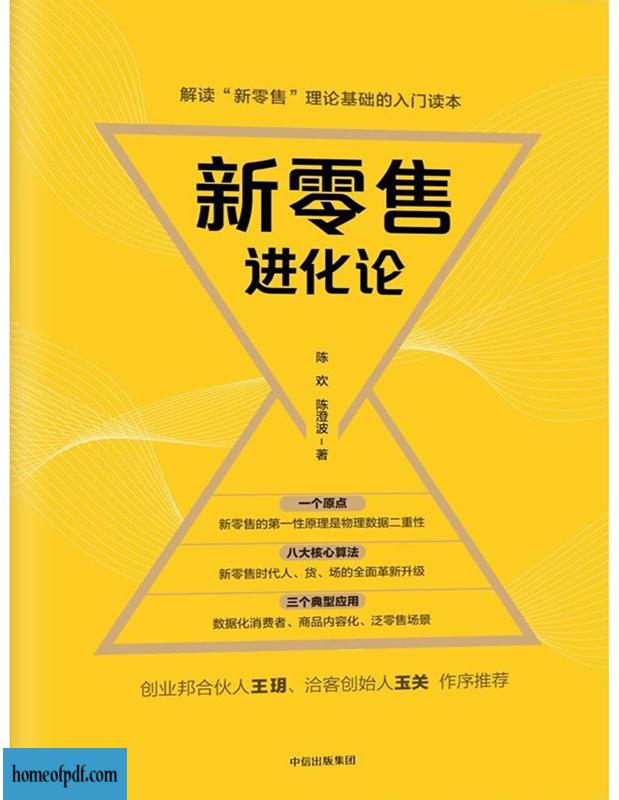 解读“新零售”理论基础的入门读本
新零售
进化论
陈欢
陈澄波
著
一个原点
新零售的第一性原理是物理数据二重性
八大核心算法
新零售时代人、货、场的全面革新升级
三个典型应用
数据化消费者、商品内容化、泛零售场景
创业邦合伙人王玥、洽客创始人玉关 作序推荐
中信出版集团
homeofpdf.com